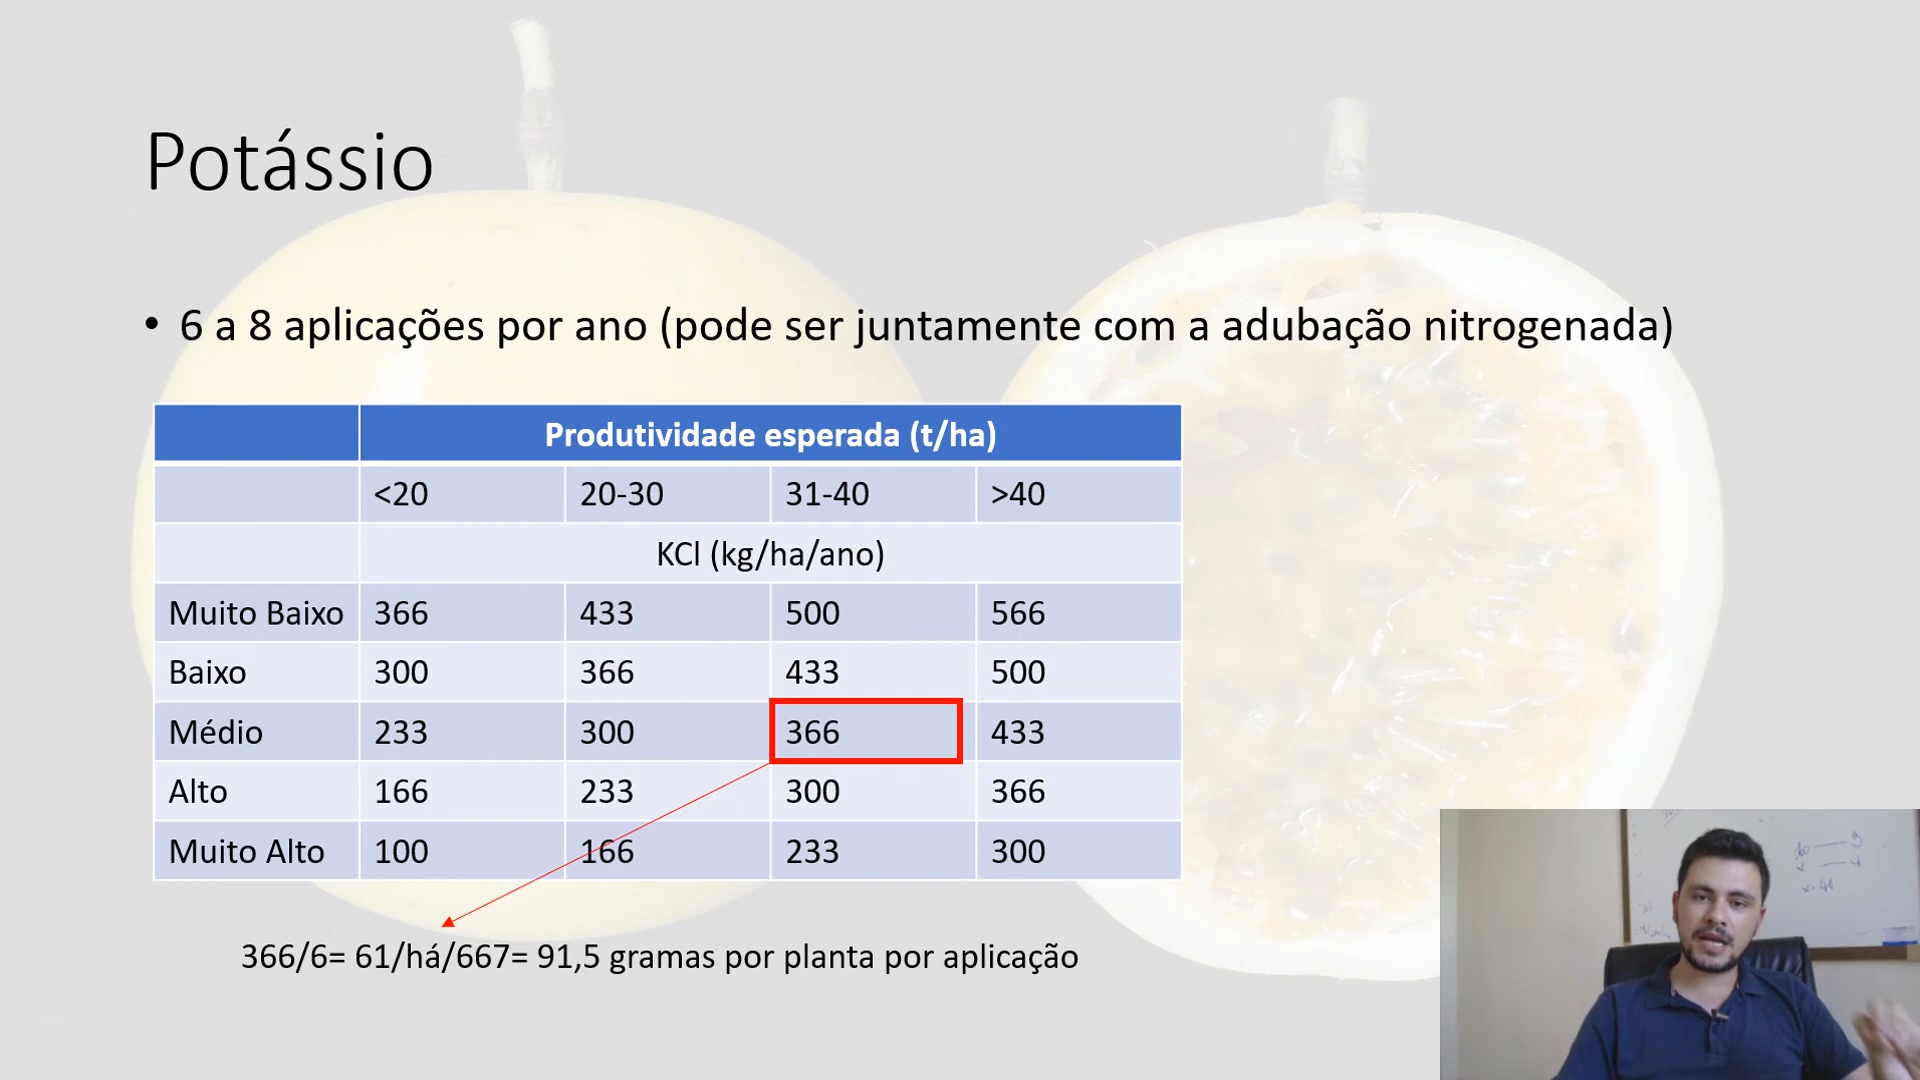 Potássio
• 6 a 8 aplicações por ano (pode ser juntamente com a adubação nitrogenada)
Produtividade esperada (t/ha)
<20 20-30 31-40 >40
KCl (kg/ha/ano)
Muito Baixo 366 433 500 566
Baixo 300 366 433 500
Médio 233 300 366 433
Alto 166 233 300 366
Muito Alto 100 166 233 300
366/6= 61/há/667= 91,5 gramas por planta por aplicação